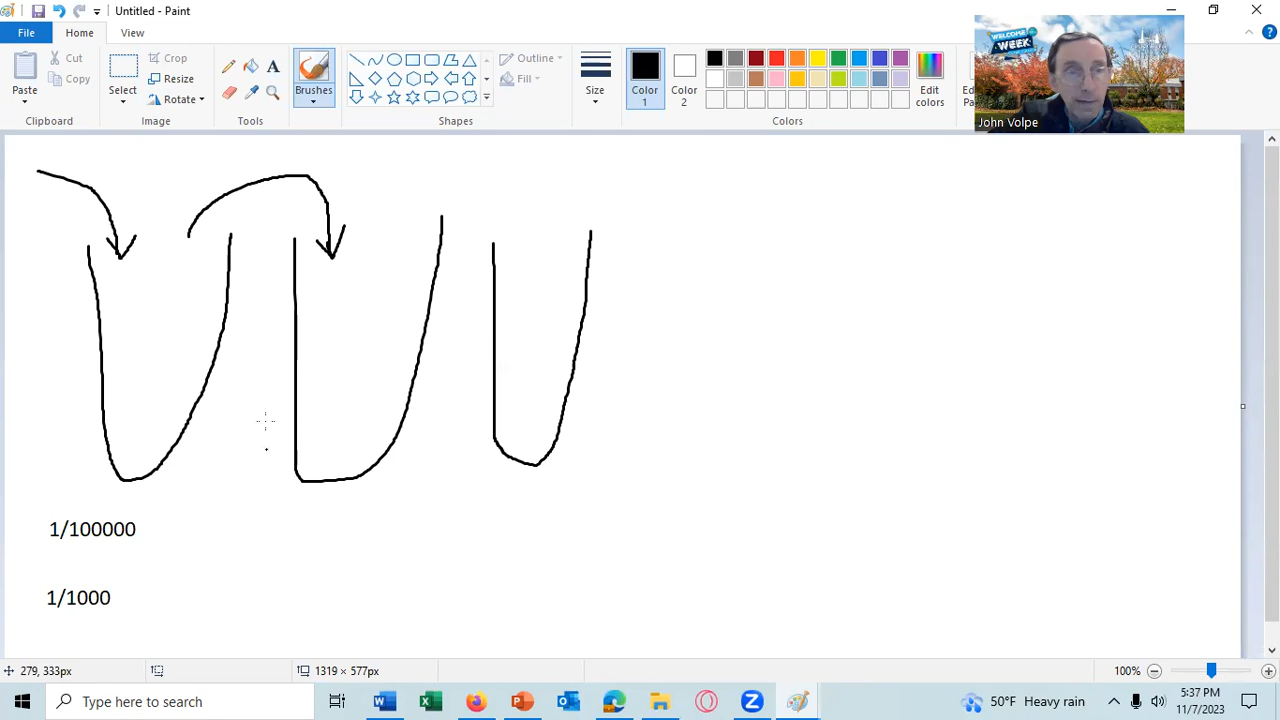 Untitled - Paint
File
Home
View
Paste
Cut
Copy
Clipboard
Select
Crop
Resize
Rotate
Image
Tools
Brushes
Shapes
Outline
Fill
Size
Color
1
Color
2
Edit
colors
Colors
WELCOME
WEEK
John Volpe
1/100000
1/1000
279, 333px
1319 × 577px
100%
Type here to search
50°F Heavy rain
5:37 PM
11/7/2023